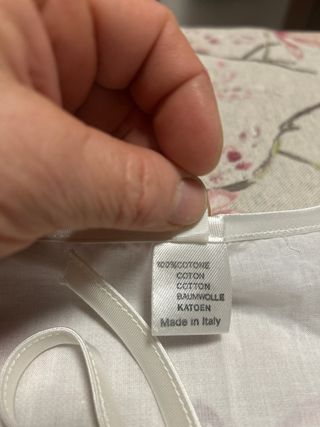 100%COTONE
COTON
COTTON
BAUMWOLLE
KATOEN
Made in Italy